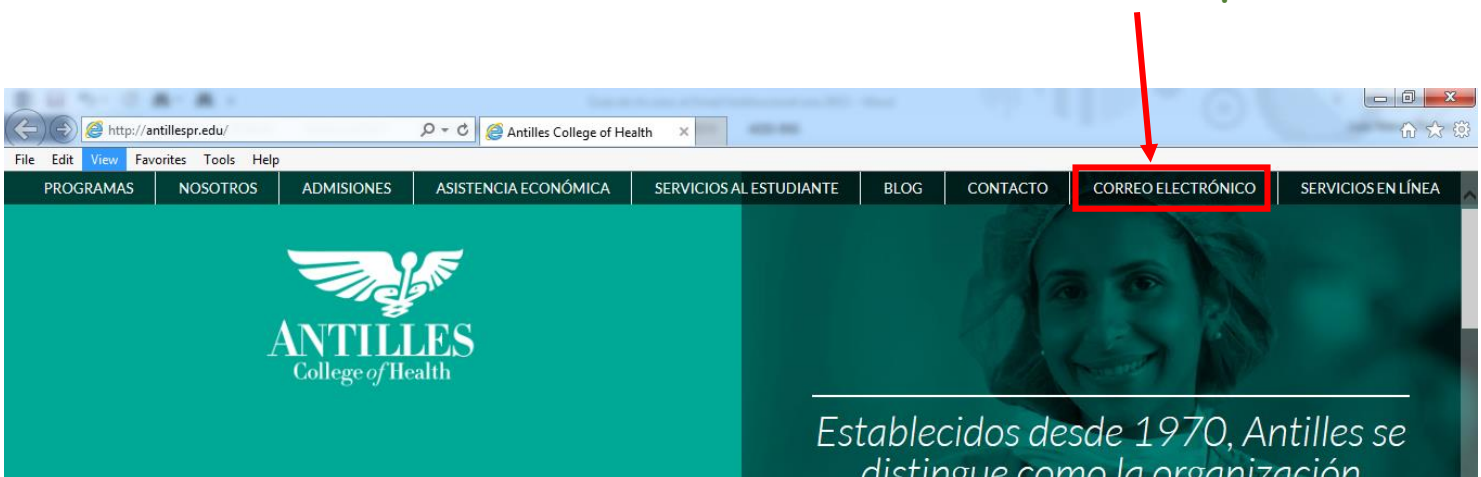 http://antillespr.edu/
Antilles College of Health
File Edit View Favorites Tools Help
PROGRAMAS NOSOTROS ADMISIONES ASISTENCIA ECONÓMICA SERVICIOS AL ESTUDIANTE BLOG CONTACTO CORREO ELECTRÓNICO SERVICIOS EN LÍNEA
ANTILLES
College of Health
Establecidos desde 1970, Antilles se
distingue como la organización